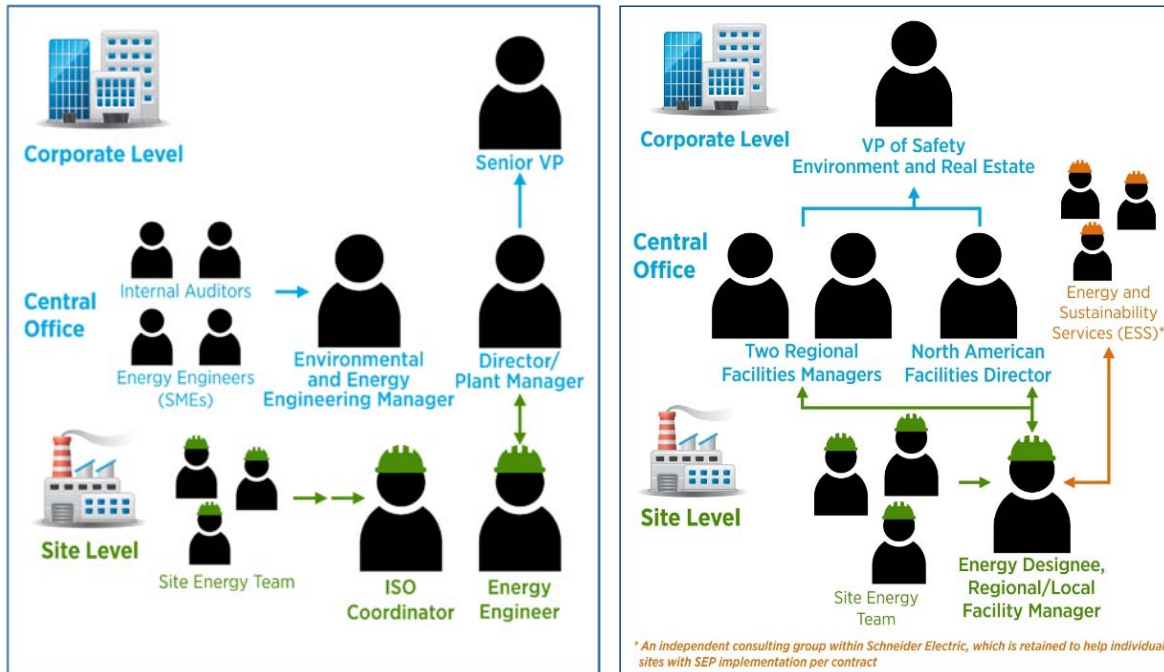 Corporate Level
Senior VP
Internal Auditors
Central
Office
Energy Engineers
(SMEs)
Environmental
and Energy
Engineering Manager
Director/
Plant Manager
Site Level
Site Energy Team
ISO
Coordinator
Energy
Engineer
Corporate Level
VP of Safety
Environment and Real Estate
Central
Office
Two Regional
Facilities Managers
North American
Facilities Director
Energy and
Sustainability
Services (ESS)*
Site Level
Site Energy
Team
Energy Designee,
Regional/Local
Facility Manager
* An independent consulting group within Schneider Electric, which is retained to help individual
sites with SEP implementation per contract